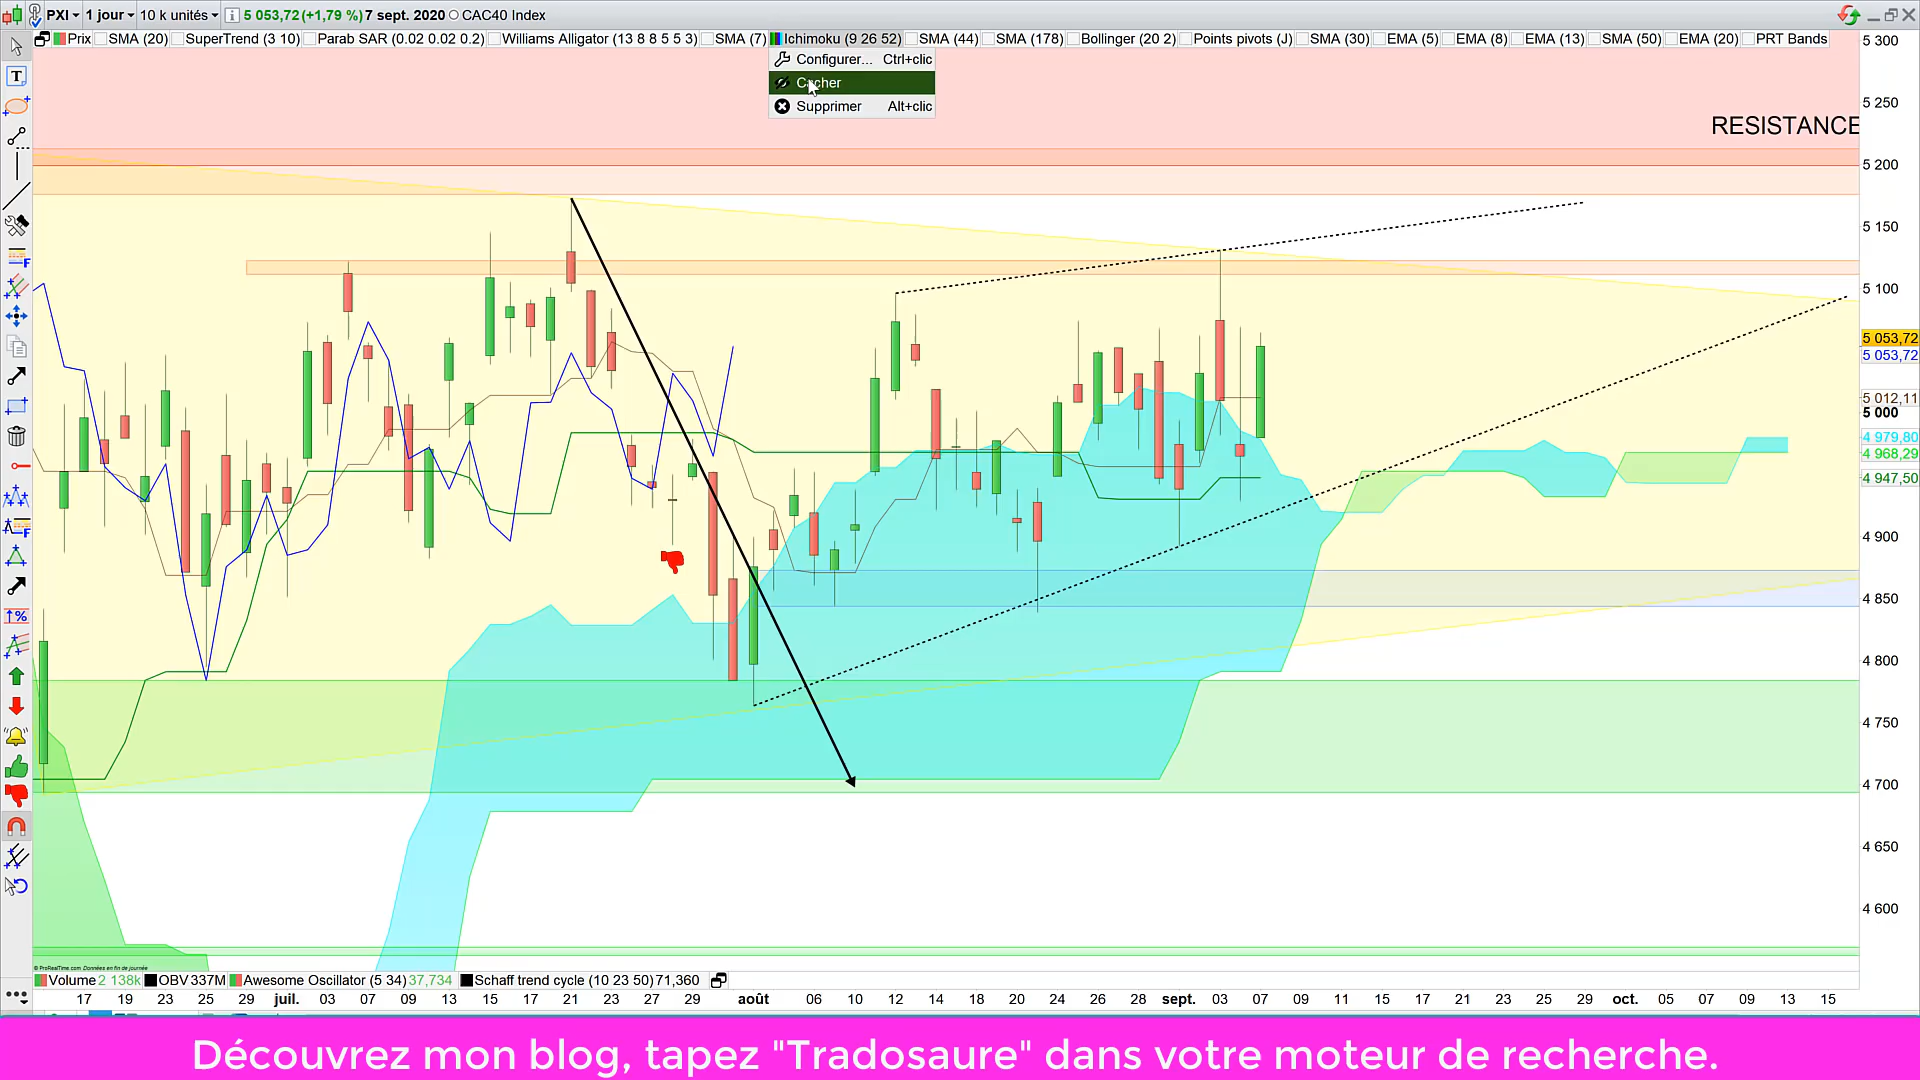 PXI 1 jour 10 k unités 5 053,72 (+1,79 %) 7 sept. 2020 CAC40 Index
Prix SMA (20) SuperTrend (3 10) Parab SAR (0.02 0.02 0.2) Williams Alligator (13 8 8 5 5 3) SMA (7) Ichimoku (9 26 52) SMA (44) SMA (178) Bollinger (20 2) Points pivots (J) SMA (30) EMA (5) EMA (8) EMA (13) SMA (50) EMA (20) PRT Bands
Configurer... Ctrl+clic
Cacher
Supprimer Alt+clic
RESISTANCE
5 300
5 250
5 200
5 150
5 100
5 053,72
5 053,72
5 012,11
5 000
4 979,80
4 968,29
4 947,50
4 900
4 850
4 800
4 750
4 700
4 650
4 600
© ProRealTime.com Données en fin de journée
Volume 2 138k OBV 337M Awesome Oscillator (5 34) 37,734 Schaff trend cycle (10 23 50) 71,360
17 19 23 25 29 juil. 03 07 09 13 15 17 21 23 27 29 août 06 10 12 14 18 20 24 26 28 sept. 03 07 09 11 15 17 21 23 25 29 oct. 05 07 09 13 15
Découvrez mon blog, tapez "Tradosaure" dans votre moteur de recherche.